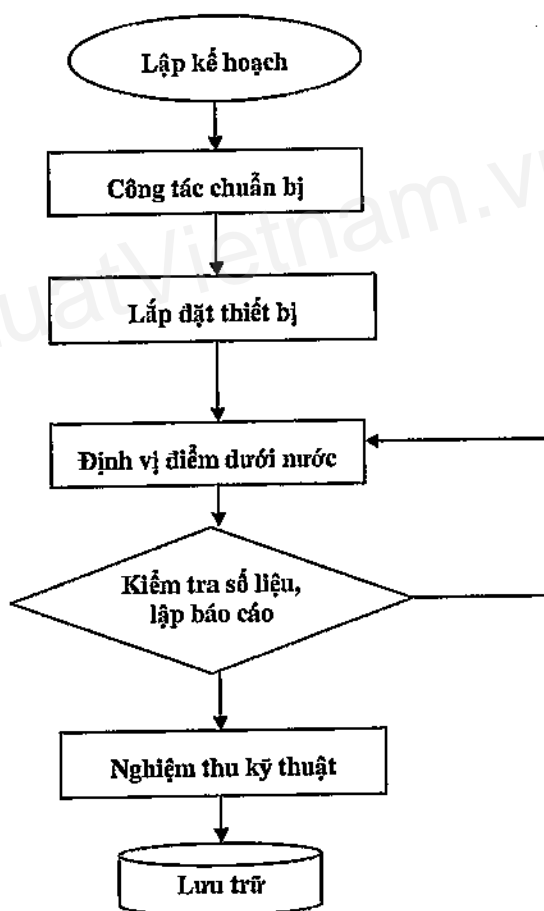 Lập kế hoạch
Công tác chuẩn bị
Lắp đặt thiết bị
Định vị điểm dưới nước
Kiểm tra số liệu,
lập báo cáo
Nghiệm thu kỹ thuật
Lưu trữ
uatVietnam.v